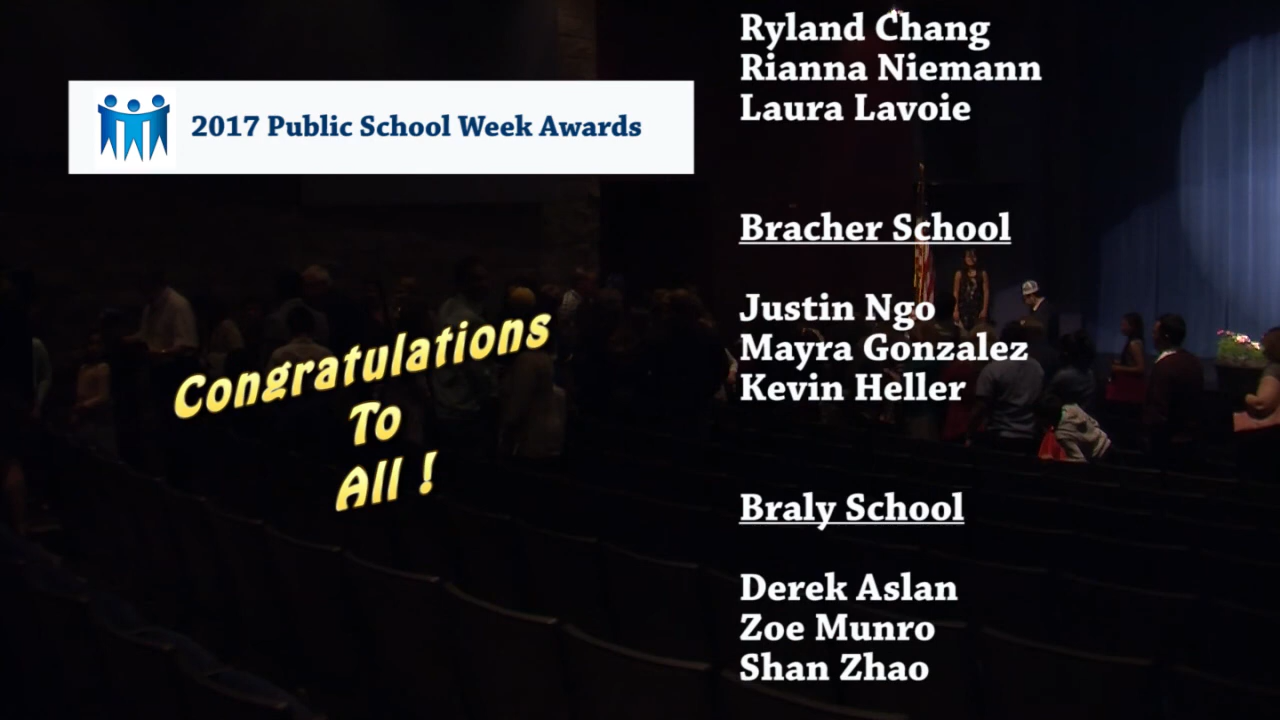 2017 Public School Week Awards
Congratulations
To
All !
Ryland Chang
Rianna Niemann
Laura Lavoie
Bracher School
Justin Ngo
Mayra Gonzalez
Kevin Heller
Braly School
Derek Aslan
Zoe Munro
Shan Zhao